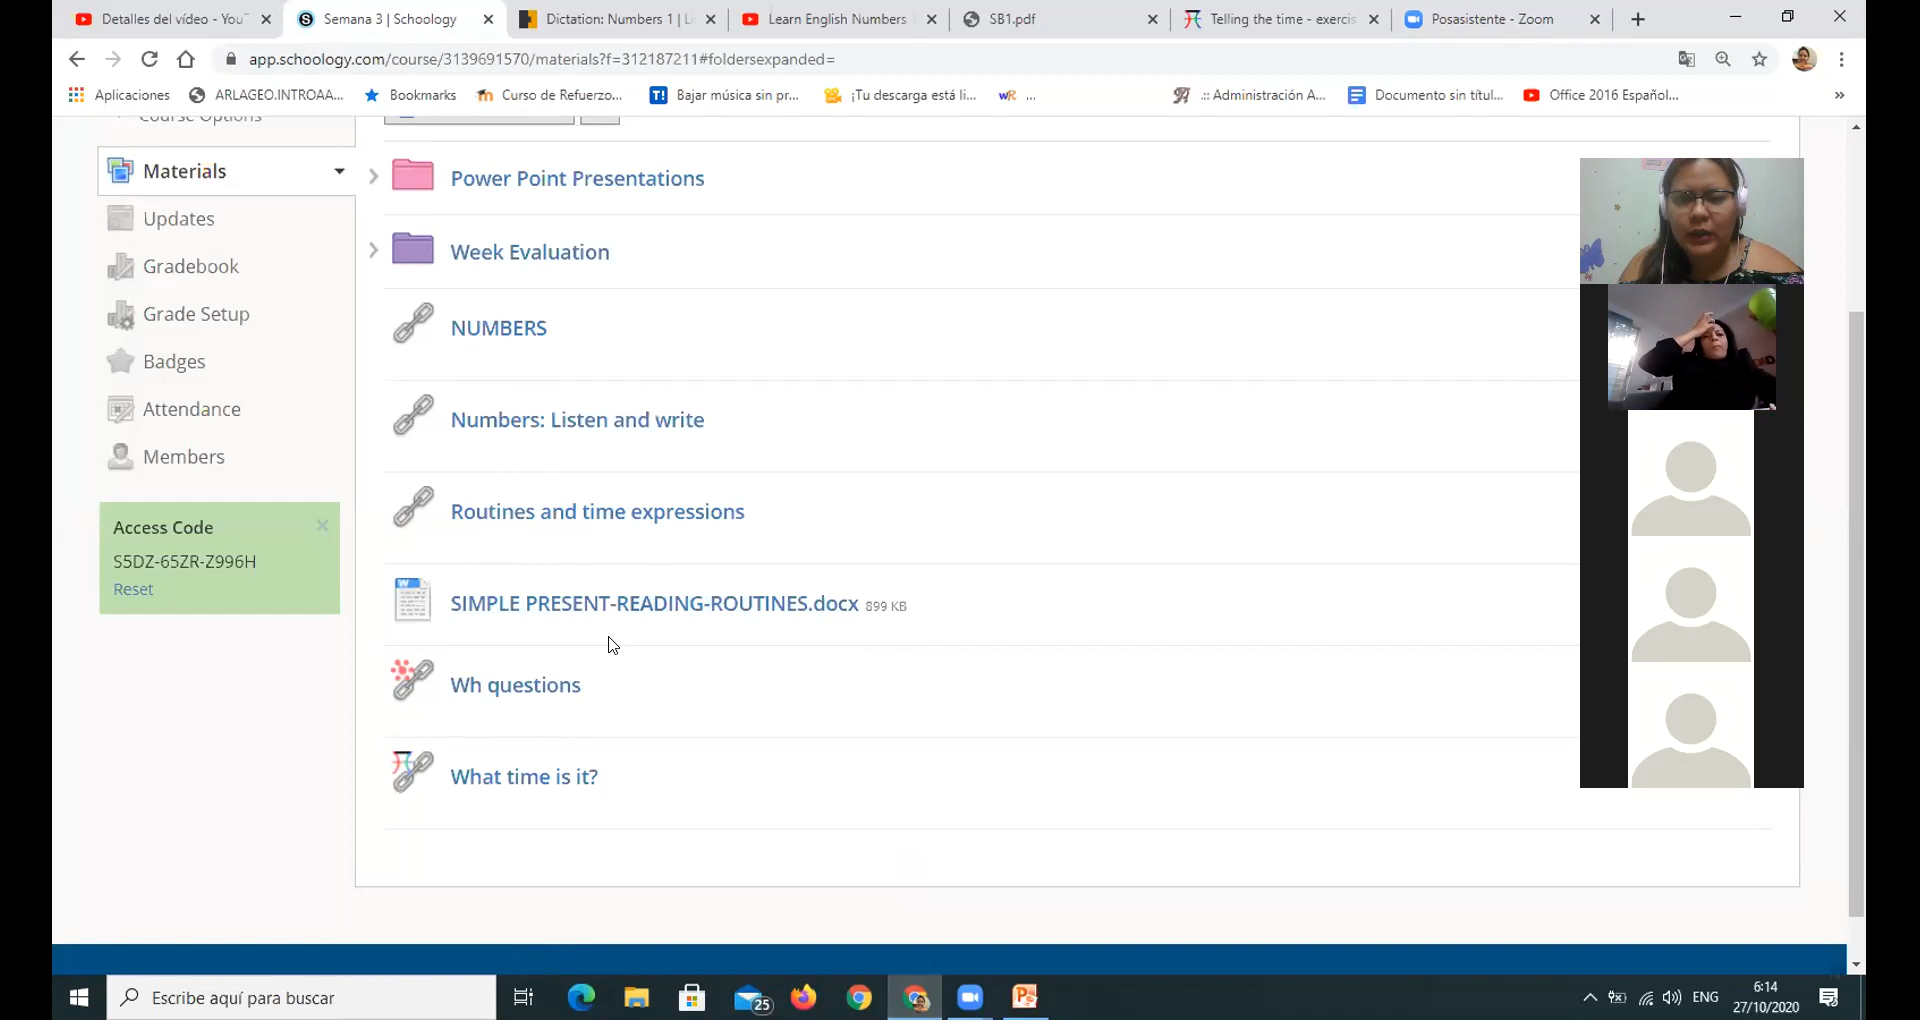 Detalles del vídeo - You
Semana 3 | Schoology
Dictation: Numbers 1 |
Learn English Numbers
SB1.pdf
Telling the time - exercis
Posasistente - Zoom
app.schoology.com/course/3139691570/materials?f=312187211#foldersexpanded=
Aplicaciones
ARLAGEO.INTROAA...
Bookmarks
Curso de Refuerzo...
T!
Bajar música sin pr...
¡Tu descarga está li...
wR
...
.:: Administración A...
Documento sin títul...
Office 2016 Español...
»
Course Options
Materials
Updates
Gradebook
Grade Setup
Badges
Attendance
Members
Access Code
S5DZ-65ZR-Z996H
Reset
Power Point Presentations
Week Evaluation
NUMBERS
Numbers: Listen and write
Routines and time expressions
SIMPLE PRESENT-READING-ROUTINES.docx 899 KB
Wh questions
What time is it?
Escribe aquí para buscar
25
ENG
6:14
27/10/2020